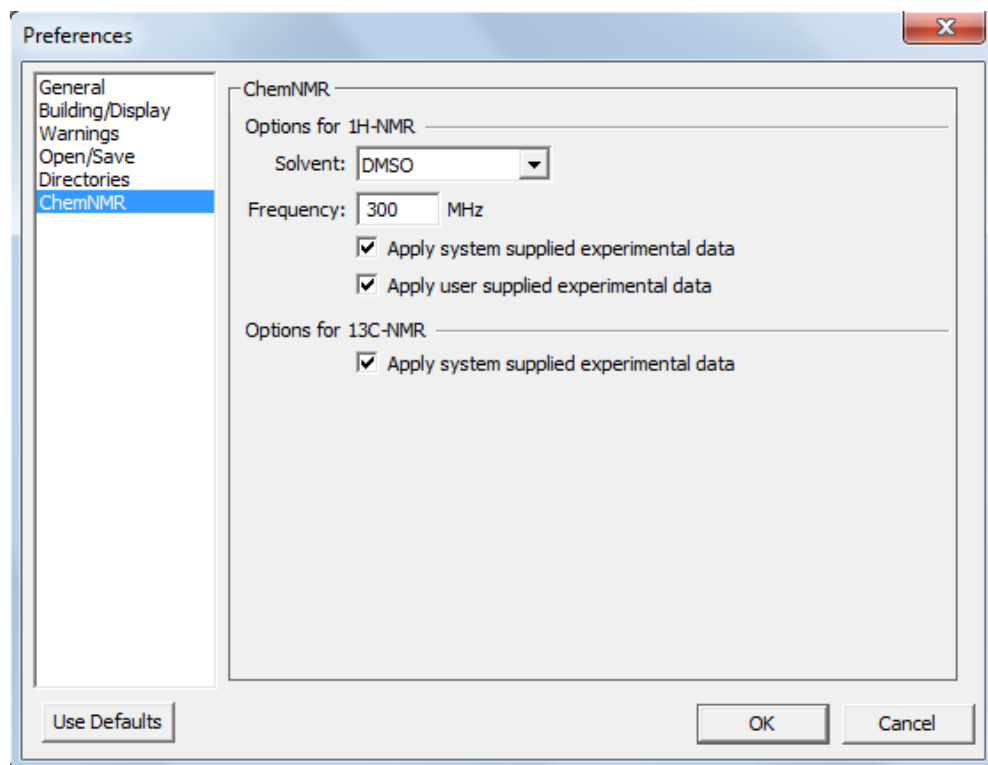 Preferences
General
Building/Display
Warnings
Open/Save
Directories
ChemNMR
ChemNMR
Options for 1H-NMR
Solvent: DMSO
Frequency: 300 MHz
Apply system supplied experimental data
Apply user supplied experimental data
Options for 13C-NMR
Apply system supplied experimental data
Use Defaults
OK
Cancel